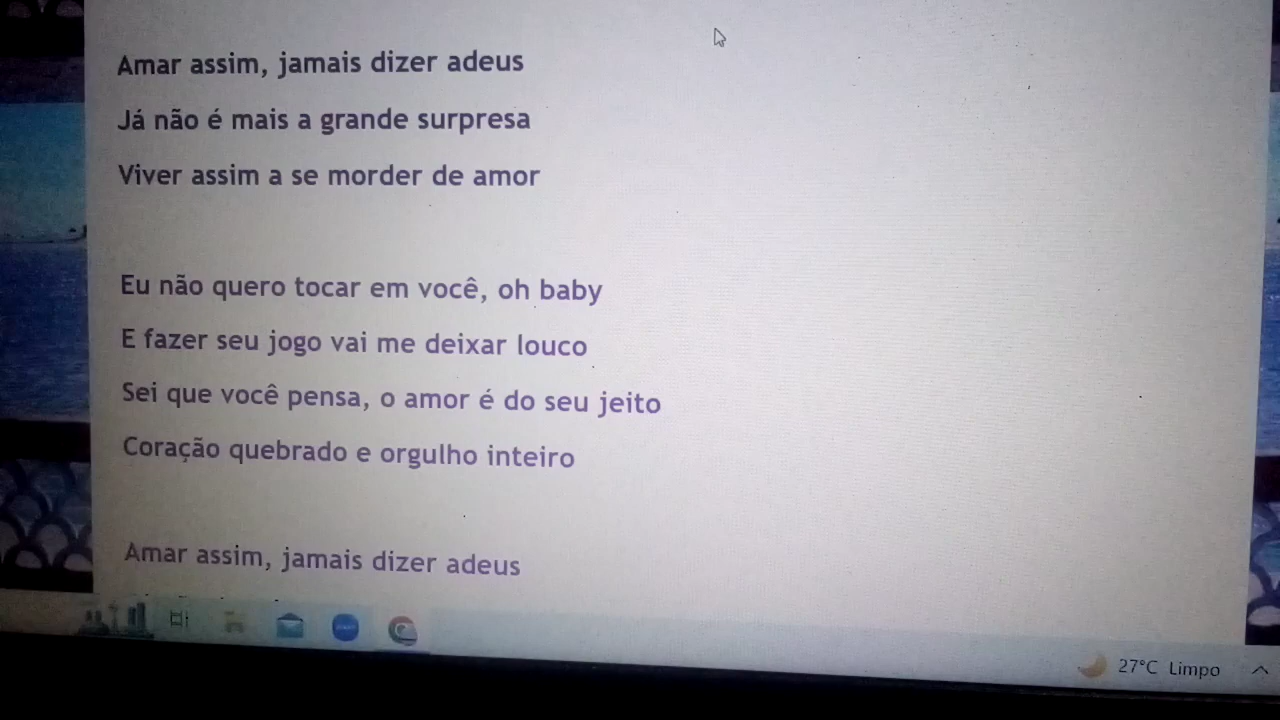 Amar assim, jamais dizer adeus
Já não é mais a grande surpresa
Viver assim a se morder de amor
Eu não quero tocar em você, oh baby
E fazer seu jogo vai me deixar louco
Sei que você pensa, o amor é do seu jeito
Coração quebrado e orgulho inteiro
Amar assim, jamais dizer adeus
27°C Limpo